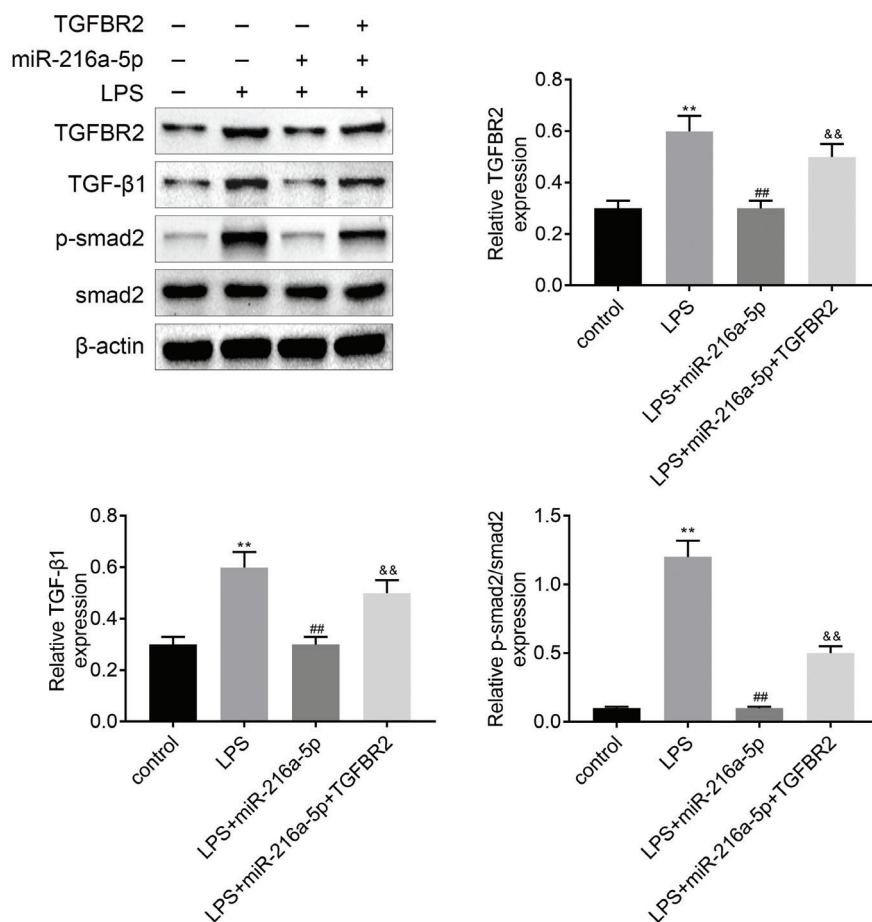 TGFBR2 – – – +
miR-216a-5p – – + +
LPS – + + +
TGFBR2
TGF-β1
p-smad2
smad2
β-actin
Relative TGFBR2
expression
0.8
0.6
0.4
0.2
0.0
**
##
&&
control
LPS
LPS+miR-216a-5p
LPS+miR-216a-5p+TGFBR2
Relative TGF-β1
expression
0.8
0.6
0.4
0.2
0.0
**
##
&&
control
LPS
LPS+miR-216a-5p
LPS+miR-216a-5p+TGFBR2
Relative p-smad2/smad2
expression
1.5
1.0
0.5
0.0
**
##
&&
control
LPS
LPS+miR-216a-5p
LPS+miR-216a-5p+TGFBR2